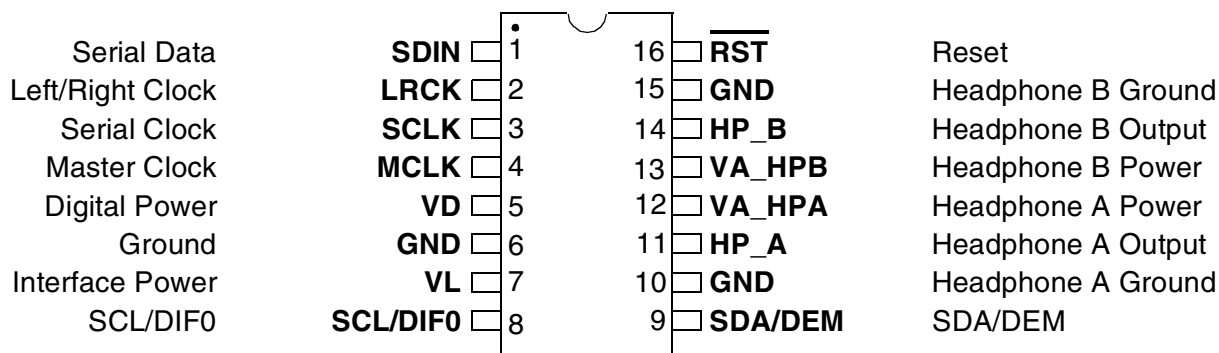 Serial Data SDIN 1 16 RST Reset
Left/Right Clock LRCK 2 15 GND Headphone B Ground
Serial Clock SCLK 3 14 HP_B Headphone B Output
Master Clock MCLK 4 13 VA_HPB Headphone B Power
Digital Power VD 5 12 VA_HPA Headphone A Power
Ground GND 6 11 HP_A Headphone A Output
Interface Power VL 7 10 GND Headphone A Ground
SCL/DIF0 SCL/DIF0 8 9 SDA/DEM SDA/DEM